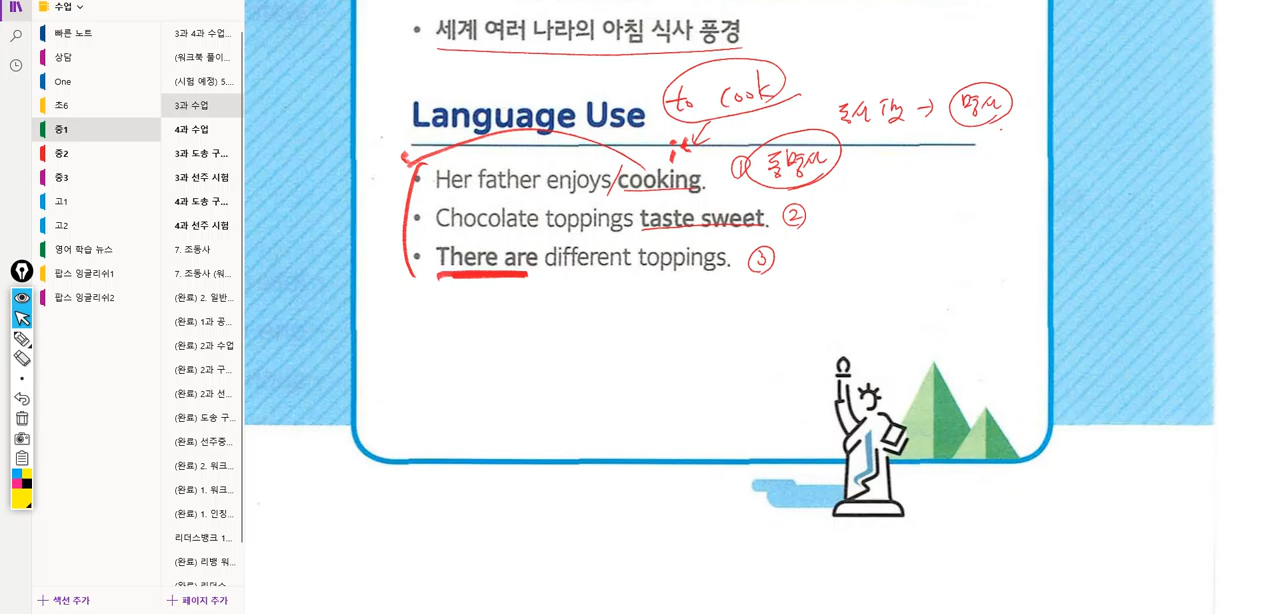 수업
빠른 노트
상담
One
초6
중1
중2
중3
고1
고2
영어 학습 뉴스
팝스 잉글리쉬1
팝스 잉글리쉬2
섹션 추가
3과 4과 수업...
(워크북 풀이...
(시험 예정) 5....
3과 수업
4과 수업
3과 도송 구...
3과 선주 시험
4과 도송 구...
4과 선주 시험
7. 조동사
7. 조동사 (워...
(완료) 2. 일반...
(완료) 1과 공...
(완료) 2과 수업
(완료) 2과 구...
(완료) 2과 선...
(완료) 도송 구...
(완료) 선주중...
(완료) 2. 워크...
(완료) 1. 워크...
(완료) 1. 인칭...
리더스뱅크 1...
(완료) 리뱅 워...
(완료) 리더스
페이지 추가
• 세계 여러 나라의 아침 식사 풍경
to cook
→ 명사
Language Use
• Her father enjoys/cooking. ① 동명사
• Chocolate toppings taste sweet. ②
• There are different toppings. ③